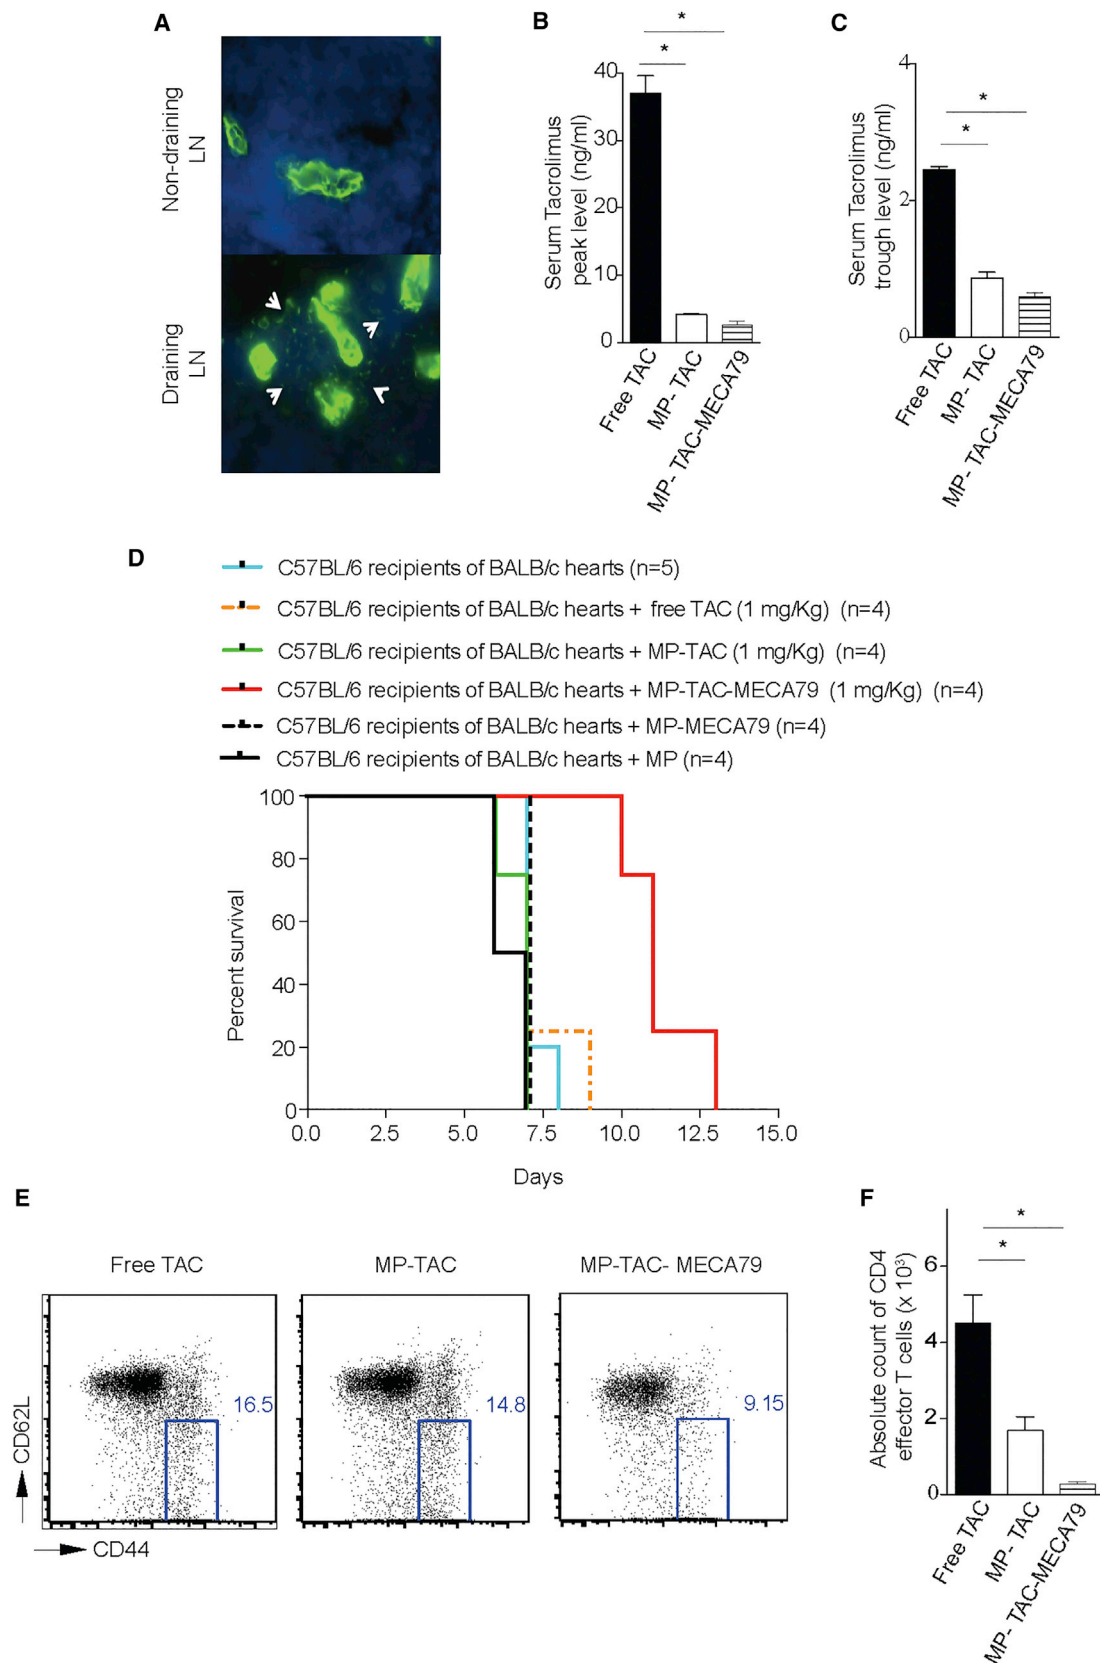 A
Non-draining
LN
Draining
LN
B
*
*
Serum Tacrolimus
peak level (ng/ml)
40
30
20
10
0
Free TAC
MP- TAC
MP- TAC-MECA79
C
*
*
Serum Tacrolimus
trough level (ng/ml)
4
2
0
Free TAC
MP- TAC
MP- TAC-MECA79
D
C57BL/6 recipients of BALB/c hearts (n=5)
C57BL/6 recipients of BALB/c hearts + free TAC (1 mg/Kg) (n=4)
C57BL/6 recipients of BALB/c hearts + MP-TAC (1 mg/Kg) (n=4)
C57BL/6 recipients of BALB/c hearts + MP-TAC-MECA79 (1 mg/Kg) (n=4)
C57BL/6 recipients of BALB/c hearts + MP-MECA79 (n=4)
C57BL/6 recipients of BALB/c hearts + MP (n=4)
Percent survival
100
80
60
40
20
0
0.0 2.5 5.0 7.5 10.0 12.5 15.0
Days
E
Free TAC
MP-TAC
MP-TAC- MECA79
16.5
14.8
9.15
CD62L
CD44
F
*
*
Absolute count of CD4
effector T cells (x 10³)
6
4
2
0
Free TAC
MP- TAC
MP- TAC-MECA79